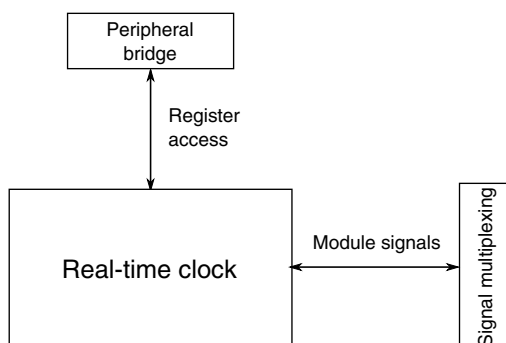 Peripheral
bridge
Register
access
Real-time clock
Module signals
Signal multiplexing